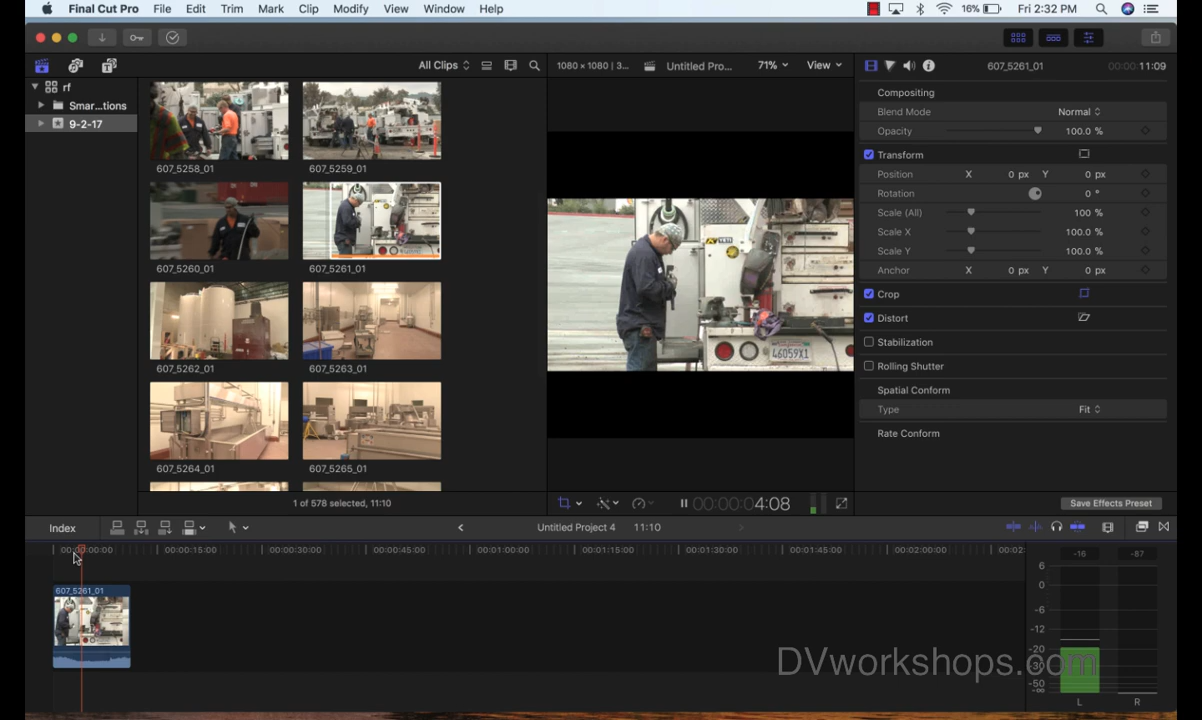 Final Cut Pro File Edit Trim Mark Clip Modify View Window Help 16% Fri 2:32 PM
All Clips 1080 × 1080 | 3... Untitled Pro... 71% View 607_5261_01 00:00:00:11:09
rf
Smar...tions
9-2-17
607_5258_01 607_5259_01
607_5260_01 607_5261_01
607_5262_01 607_5263_01
607_5264_01 607_5265_01
1 of 578 selected, 11:10
YETI
46059X1
00:00:00:04:08
Compositing
Blend Mode Normal
Opacity 100.0 %
Transform
Position X 0 px Y 0 px
Rotation 0 °
Scale (All) 100 %
Scale X 100.0 %
Scale Y 100.0 %
Anchor X 0 px Y 0 px
Crop
Distort
Stabilization
Rolling Shutter
Spatial Conform
Type Fit
Rate Conform
Save Effects Preset
Index Untitled Project 4 11:10
00:00:00:00 00:00:15:00 00:00:30:00 00:00:45:00 00:01:00:00 00:01:15:00 00:01:30:00 00:01:45:00 00:02:00:00 00:02:
607_5261_01
-16 -87
6
0
-6
-12
-20
-30
-50
-∞
L R
DVworkshops.com